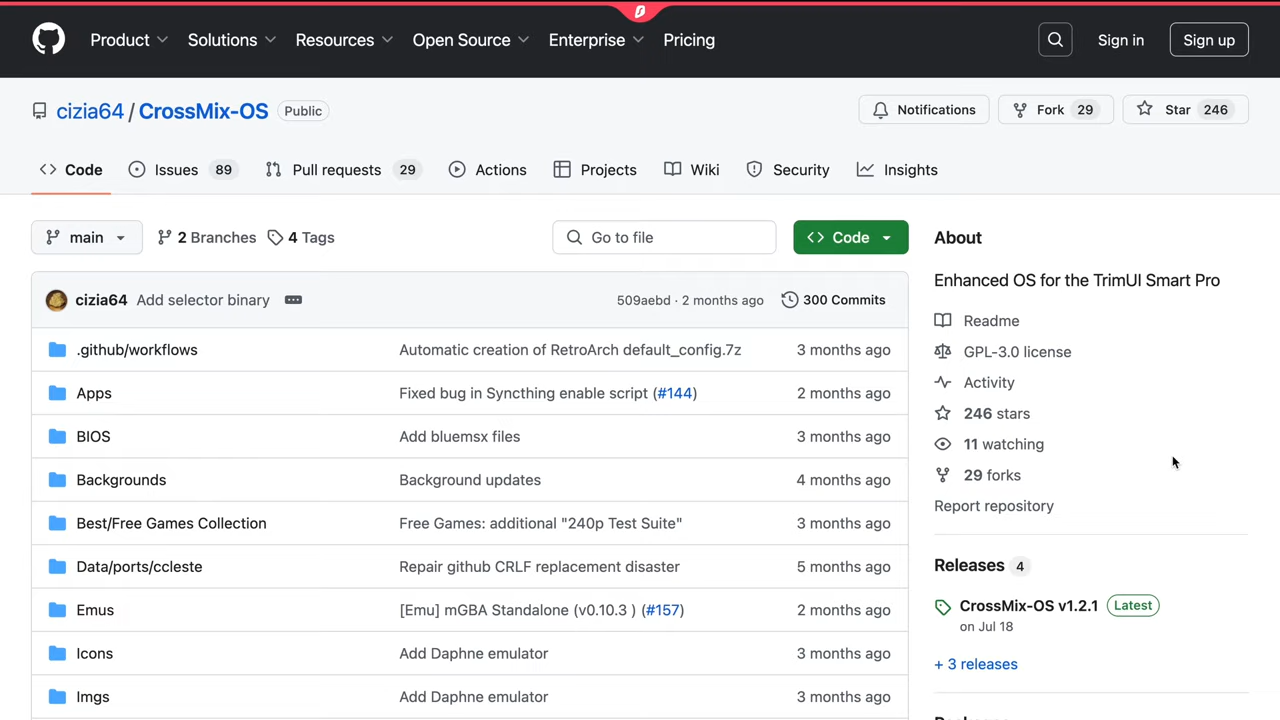 Product Solutions Resources Open Source Enterprise Pricing Sign in Sign up
cizia64 / CrossMix-OS Public Notifications Fork 29 Star 246
Code Issues 89 Pull requests 29 Actions Projects Wiki Security Insights
main 2 Branches 4 Tags Go to file Code
cizia64 Add selector binary 509aebd · 2 months ago 300 Commits
.github/workflows Automatic creation of RetroArch default_config.7z 3 months ago
Apps Fixed bug in Syncthing enable script (#144) 2 months ago
BIOS Add bluemsx files 3 months ago
Backgrounds Background updates 4 months ago
Best/Free Games Collection Free Games: additional "240p Test Suite" 3 months ago
Data/ports/ccleste Repair github CRLF replacement disaster 5 months ago
Emus [Emu] mGBA Standalone (v0.10.3 ) (#157) 2 months ago
Icons Add Daphne emulator 3 months ago
Imgs Add Daphne emulator 3 months ago
About
Enhanced OS for the TrimUI Smart Pro
Readme
GPL-3.0 license
Activity
246 stars
11 watching
29 forks
Report repository
Releases 4
CrossMix-OS v1.2.1 Latest
on Jul 18
+ 3 releases